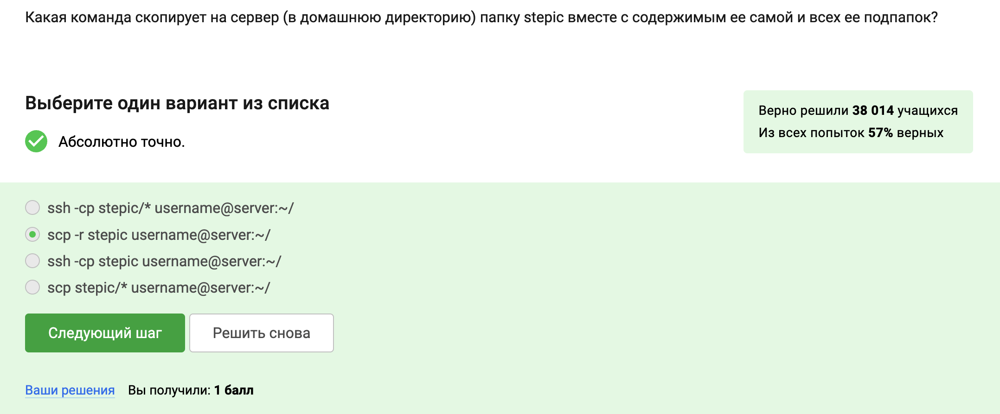 Какая команда скопирует на сервер (в домашнюю директорию) папку stepic вместе с содержимым ее самой и всех ее подпапок?
Выберите один вариант из списка
Абсолютно точно.
Верно решили 38 014 учащихся
Из всех попыток 57% верных
ssh -cp stepic/* username@server:~/
scp -r stepic username@server:~/
ssh -cp stepic username@server:~/
scp stepic/* username@server:~/
Следующий шаг
Решить снова
Ваши решения
Вы получили: 1 балл